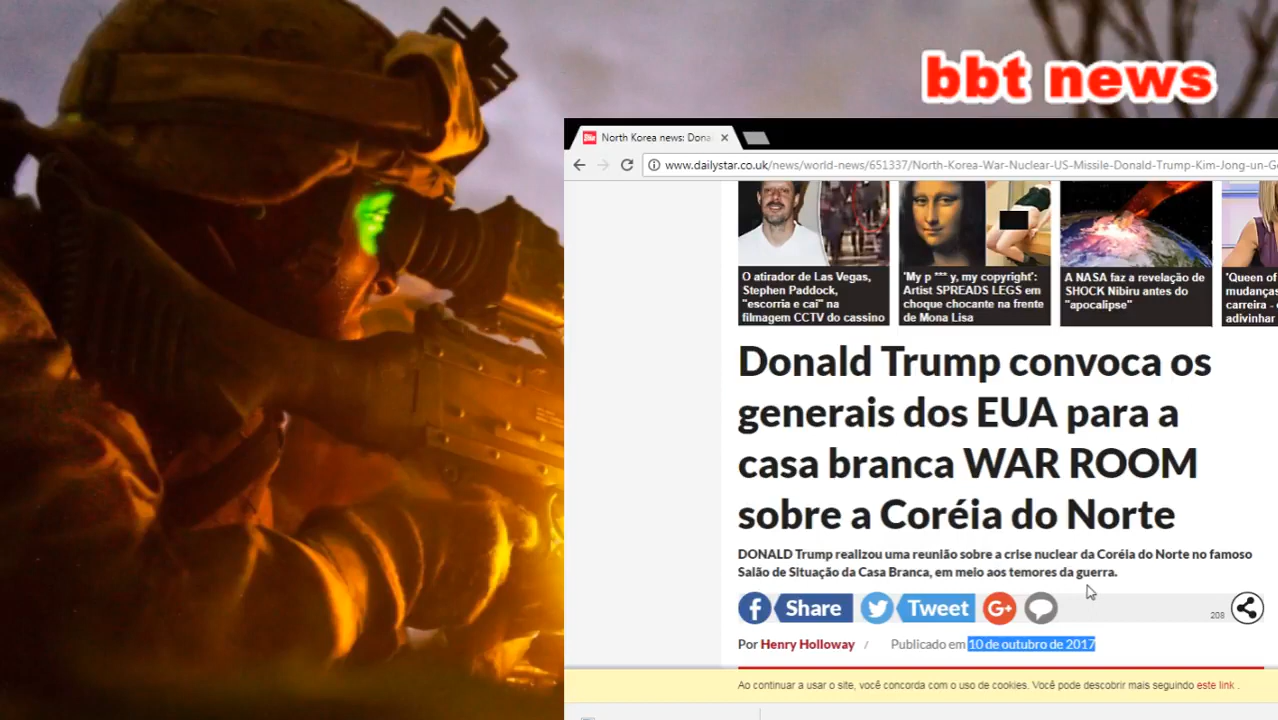 bbt news
North Korea news: Dona
www.dailystar.co.uk/news/world-news/651337/North-Korea-War-Nuclear-US-Missile-Donald-Trump-Kim-Jong-un-G
O atirador de Las Vegas,
Stephen Paddock,
"escorria e caí" na
filmagem CCTV do cassino
'My p *** y, my copyright':
Artist SPREADS LEGS em
choque chocante na frente
de Mona Lisa
A NASA faz a revelação de
SHOCK Nibiru antes do
"apocalipse"
'Queen of
mudanças
carreira - 
adivinhar
Donald Trump convoca os
generais dos EUA para a
casa branca WAR ROOM
sobre a Coréia do Norte
DONALD Trump realizou uma reunião sobre a crise nuclear da Coréia do Norte no famoso
Salão de Situação da Casa Branca, em meio aos temores da guerra.
Share
Tweet
G+
208
Por Henry Holloway / Publicado em 10 de outubro de 2017
Ao continuar a usar o site, você concorda com o uso de cookies. Você pode descobrir mais seguindo este link .